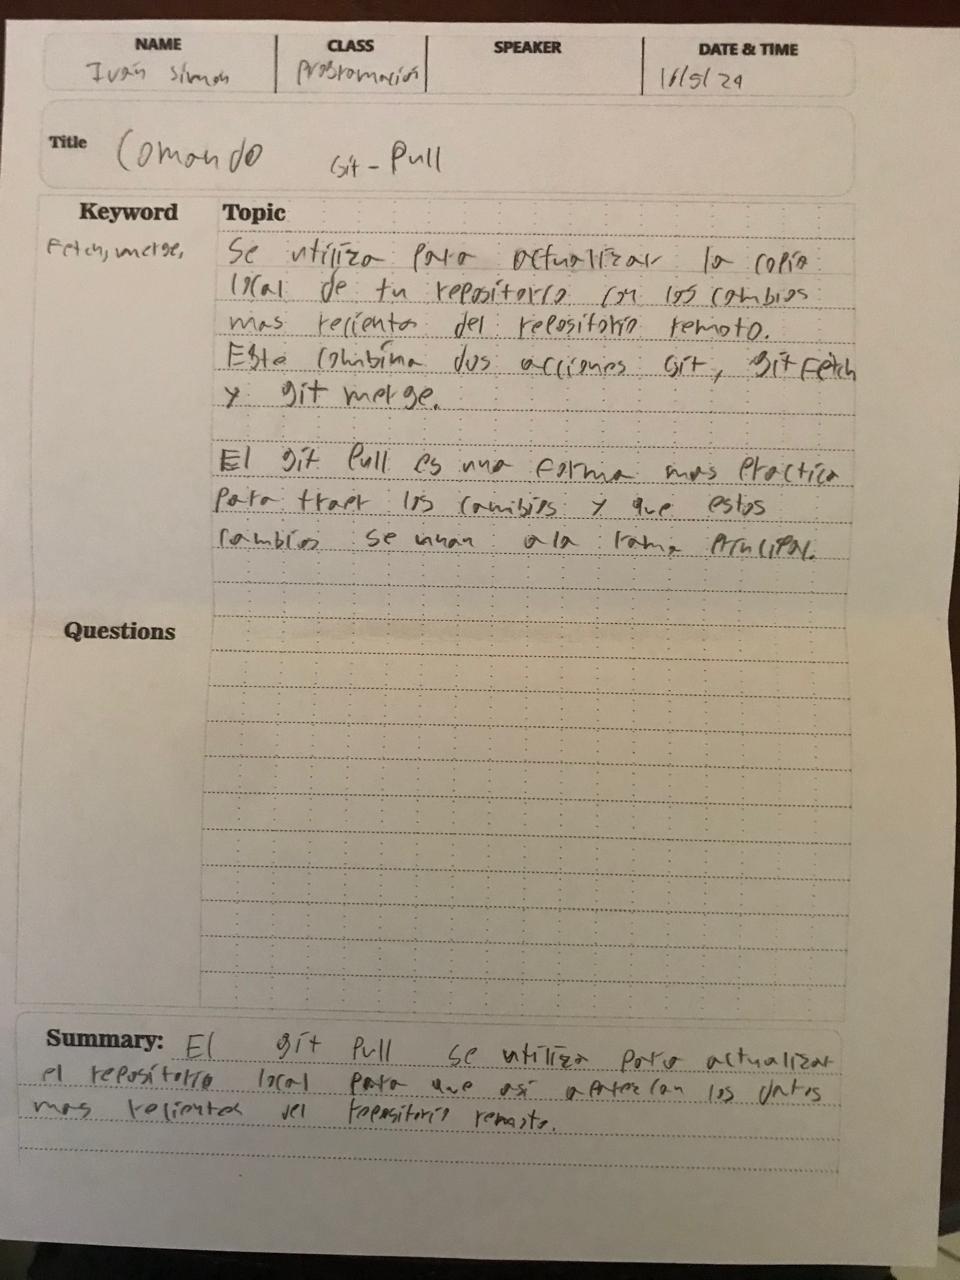 NAME CLASS SPEAKER DATE & TIME
Iván simon Programación 16/5/24
Title Comando Git - Pull
Keyword Topic
Fetch, merge, Se utiliza para actualizar la copia
local de tu repositorio con los cambios
mas recientes del repositorio remoto.
Este combina dos acciones Git, git Fetch
y git merge.
El git Pull es una forma mas Practica
para traer los cambios y que estos
cambios se unan a la rama PrinciPAl.
Questions
Summary: El git Pull se utiliza para actualizar
el repositorio local para que asi aparezcan los datos
mas recientes del repositorio remoto.